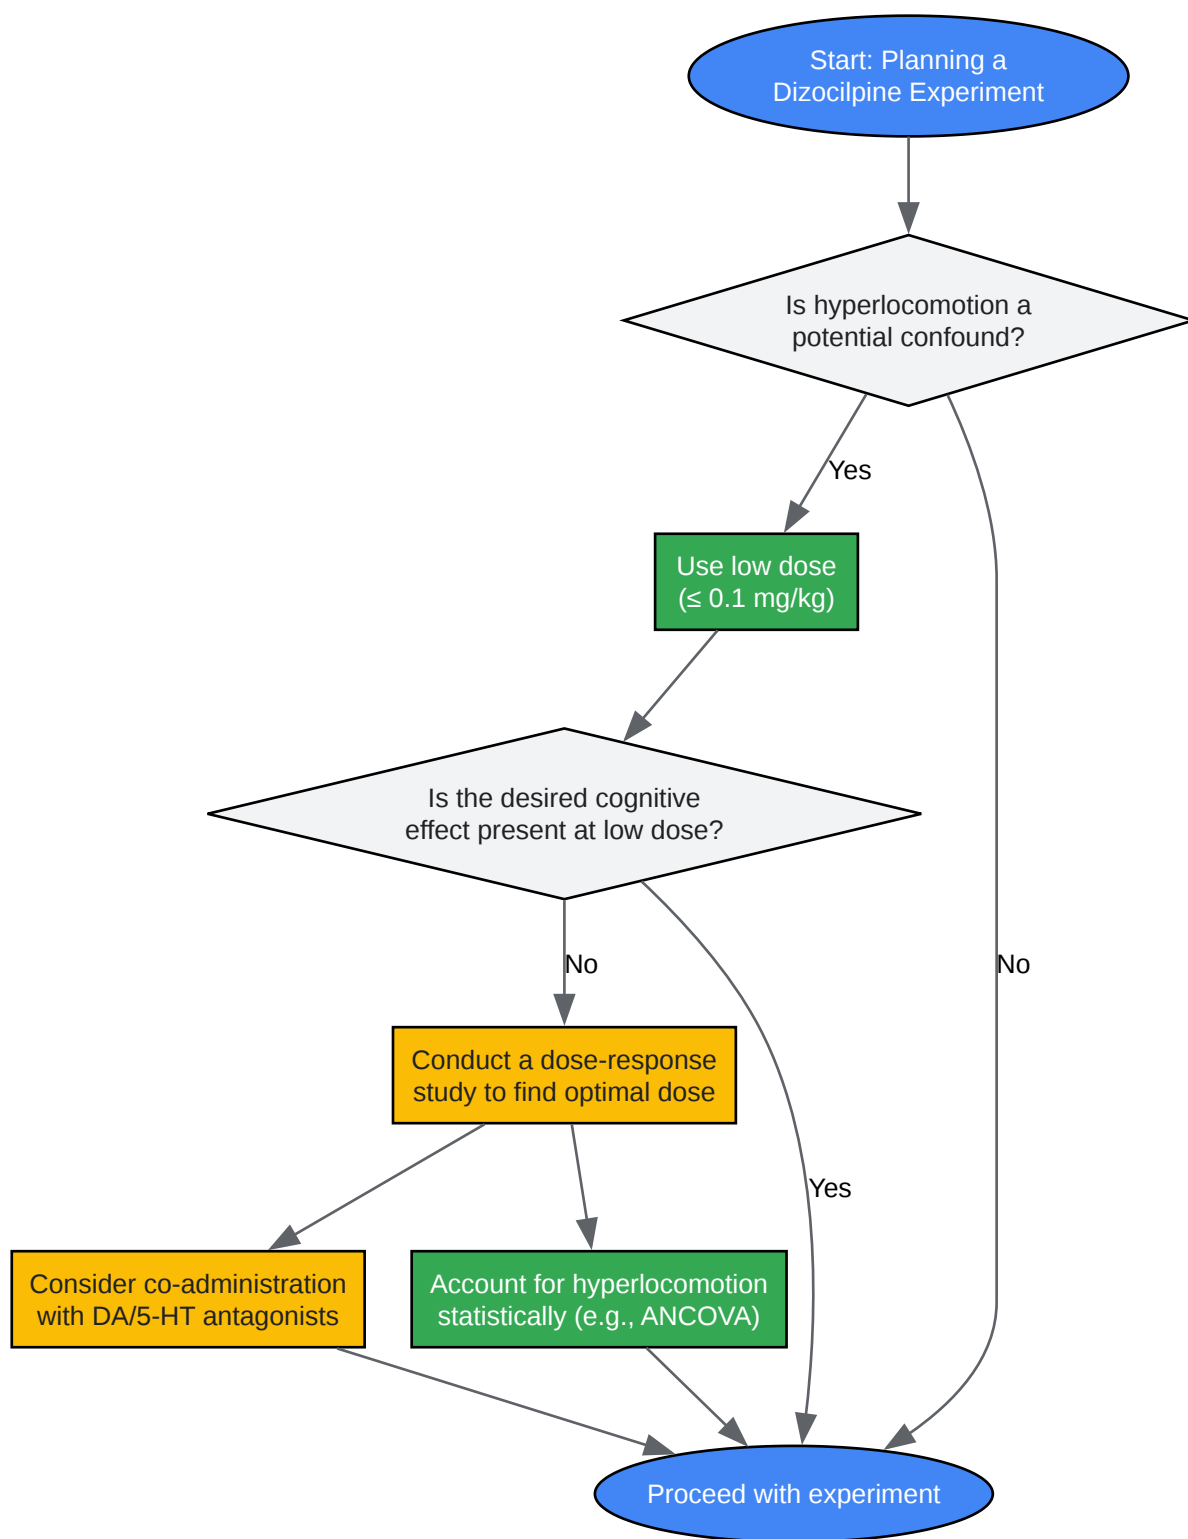 Start: Planning a
Dizocilpine Experiment
Is hyperlocomotion a
potential confound?
Yes
Use low dose
(≤ 0.1 mg/kg)
Is the desired cognitive
effect present at low dose?
No
No
Conduct a dose-response
study to find optimal dose
Yes
Consider co-administration
with DA/5-HT antagonists
Account for hyperlocomotion
statistically (e.g., ANCOVA)
Proceed with experiment